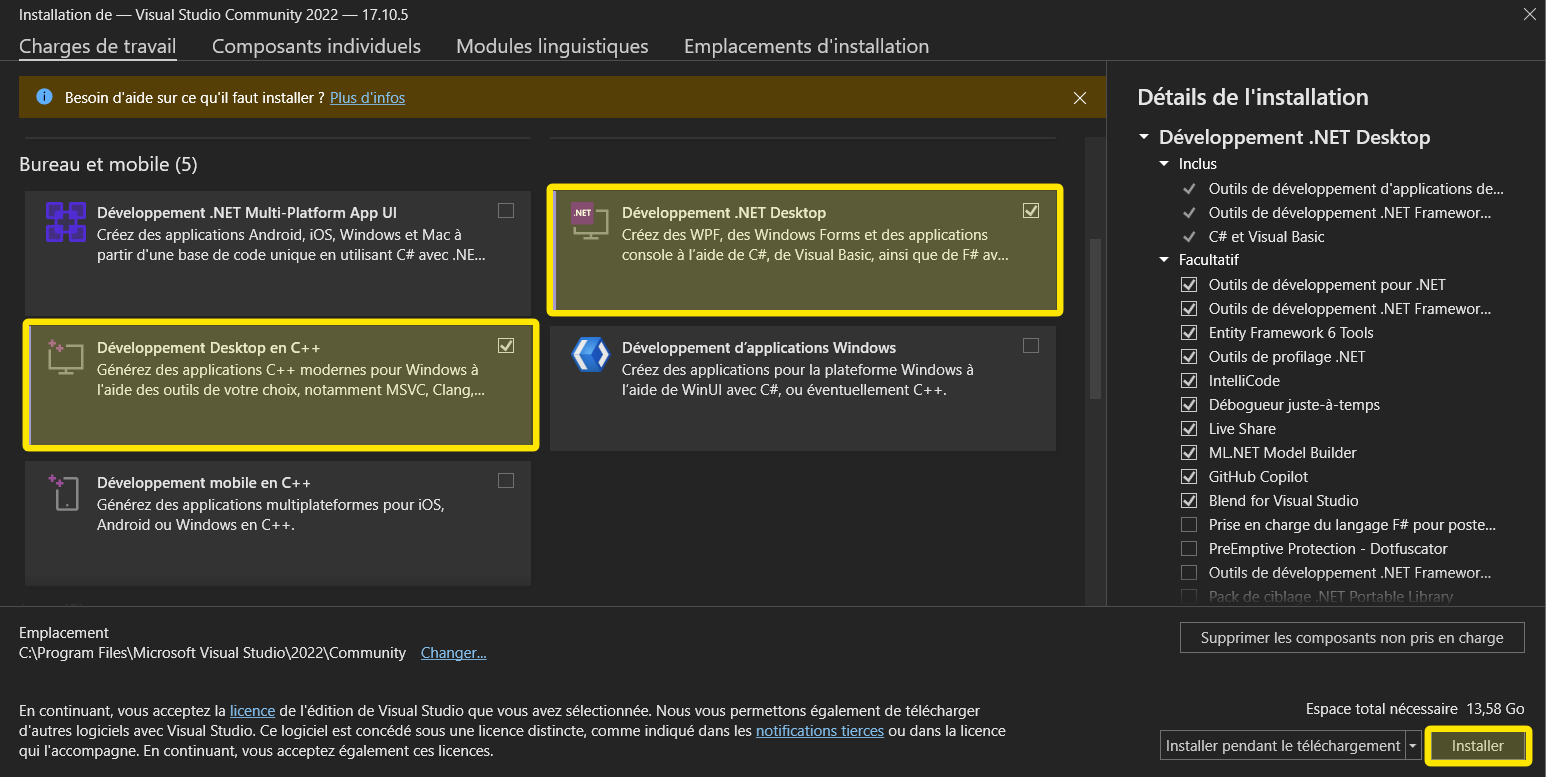 Installation de — Visual Studio Community 2022 — 17.10.5
Charges de travail
Composants individuels
Modules linguistiques
Emplacements d'installation
Besoin d'aide sur ce qu'il faut installer ? Plus d'infos
Bureau et mobile (5)
Développement .NET Multi-Platform App UI
Créez des applications Android, iOS, Windows et Mac à
partir d'une base de code unique en utilisant C# avec .NE...
.NET
Développement .NET Desktop
Créez des WPF, des Windows Forms et des applications
console à l'aide de C#, de Visual Basic, ainsi que de F# av...
Développement Desktop en C++
Générez des applications C++ modernes pour Windows à
l'aide des outils de votre choix, notamment MSVC, Clang,...
Développement d'applications Windows
Créez des applications pour la plateforme Windows à
l'aide de WinUI avec C#, ou éventuellement C++.
Développement mobile en C++
Générez des applications multiplateformes pour iOS,
Android ou Windows en C++.
Détails de l'installation
Développement .NET Desktop
Inclus
Outils de développement d'applications de...
Outils de développement .NET Framewor...
C# et Visual Basic
Facultatif
Outils de développement pour .NET
Outils de développement .NET Framewor...
Entity Framework 6 Tools
Outils de profilage .NET
IntelliCode
Débogueur juste-à-temps
Live Share
ML.NET Model Builder
GitHub Copilot
Blend for Visual Studio
Prise en charge du langage F# pour poste...
PreEmptive Protection - Dotfuscator
Outils de développement .NET Framewor...
Pack de ciblage .NET Portable Library
Emplacement
C:\Program Files\Microsoft Visual Studio\2022\Community Changer...
Supprimer les composants non pris en charge
En continuant, vous acceptez la licence de l'édition de Visual Studio que vous avez sélectionnée. Nous vous permettons également de télécharger
d'autres logiciels avec Visual Studio. Ce logiciel est concédé sous une licence distincte, comme indiqué dans les notifications tierces ou dans la licence
qui l'accompagne. En continuant, vous acceptez également ces licences.
Espace total nécessaire 13,58 Go
Installer pendant le téléchargement
Installer